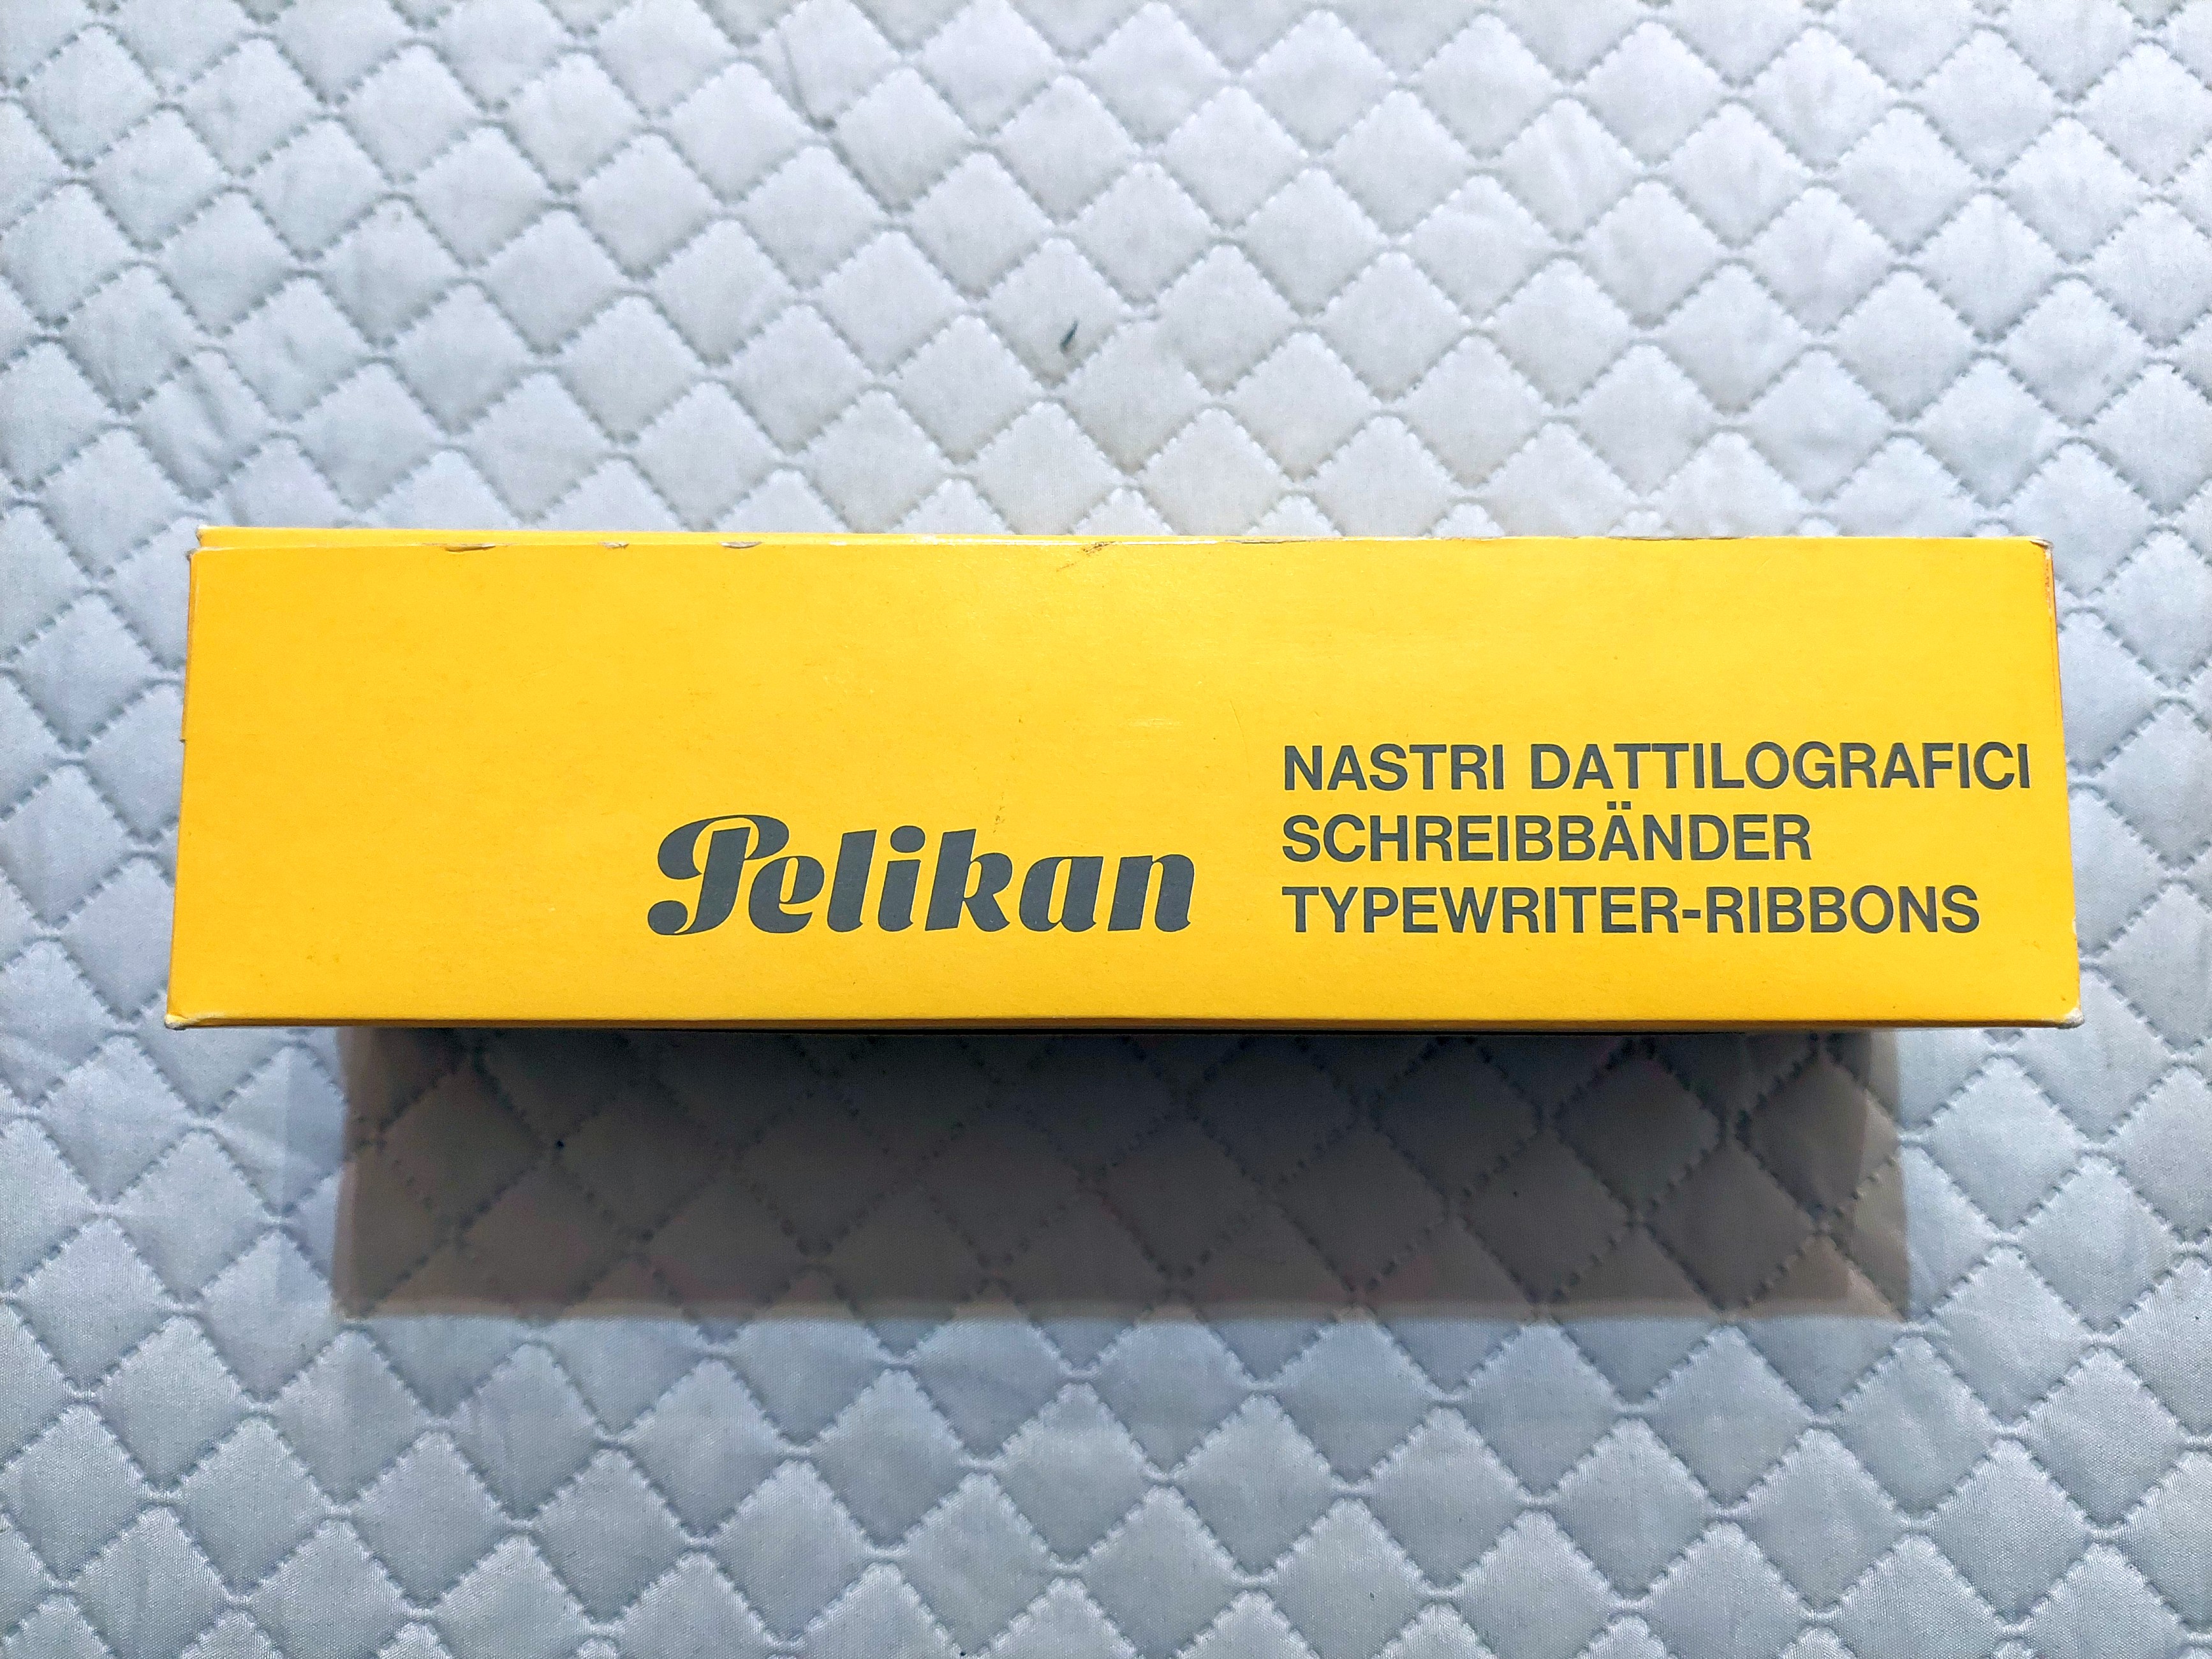 Pelikan
NASTRI DATTILOGRAFICI
SCHREIBBÄNDER
TYPEWRITER-RIBBONS